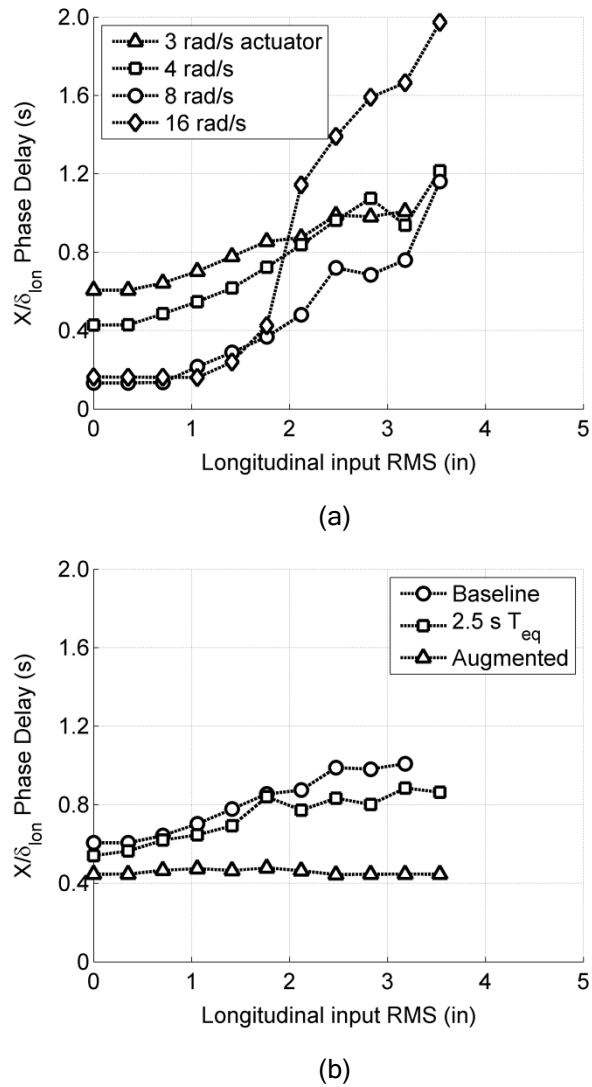 2.0
1.6
1.2
0.8
0.4
0
X/δlon Phase Delay (s)
3 rad/s actuator
4 rad/s
8 rad/s
16 rad/s
0 1 2 3 4 5
Longitudinal input RMS (in)
(a)
2.0
1.6
1.2
0.8
0.4
0
X/δlon Phase Delay (s)
Baseline
2.5 s Teq
Augmented
0 1 2 3 4 5
Longitudinal input RMS (in)
(b)